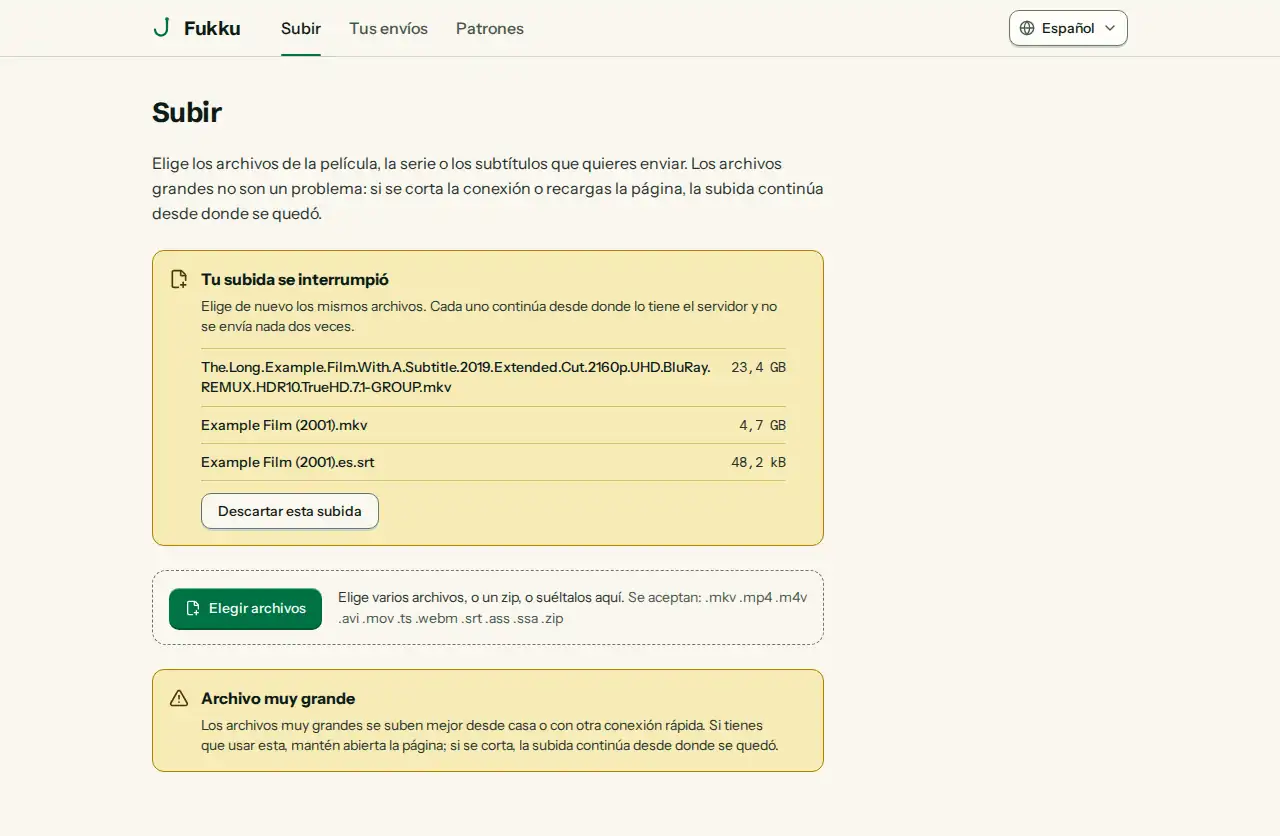 Fukku
Subir
Tus envíos
Patrones
Español
Subir
Elige los archivos de la película, la serie o los subtítulos que quieres enviar. Los archivos
grandes no son un problema: si se corta la conexión o recargas la página, la subida continúa
desde donde se quedó.
Tu subida se interrumpió
Elige de nuevo los mismos archivos. Cada uno continúa desde donde lo tiene el servidor y no
se envía nada dos veces.
The.Long.Example.Film.With.A.Subtitle.2019.Extended.Cut.2160p.UHD.BluRay. 23,4 GB
REMUX.HDR10.TrueHD.7.1-GROUP.mkv
Example Film (2001).mkv 4,7 GB
Example Film (2001).es.srt 48,2 kB
Descartar esta subida
Elegir archivos
Elige varios archivos, o un zip, o suéltalos aquí. Se aceptan: .mkv .mp4 .m4v
.avi .mov .ts .webm .srt .ass .ssa .zip
Archivo muy grande
Los archivos muy grandes se suben mejor desde casa o con otra conexión rápida. Si tienes
que usar esta, mantén abierta la página; si se corta, la subida continúa desde donde se quedó.